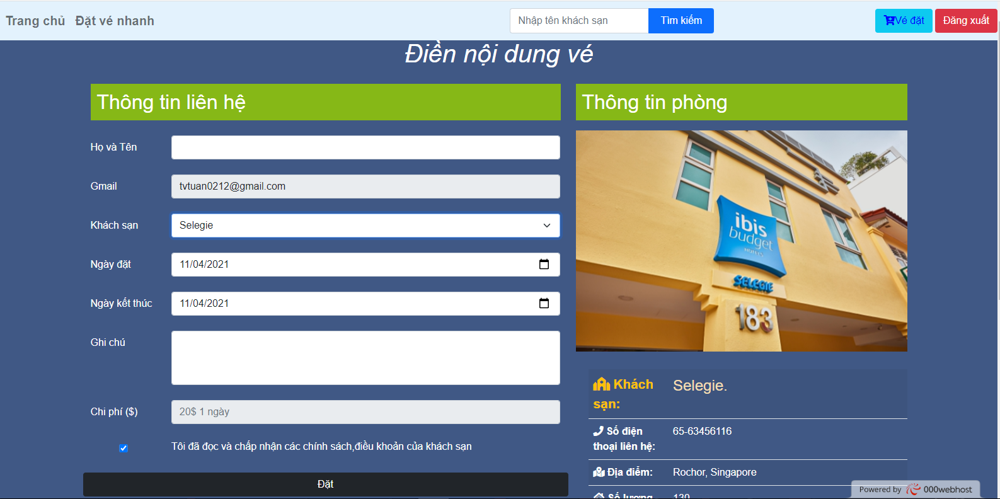 Trang chủ Đặt vé nhanh Nhập tên khách sạn Tìm kiếm Vé đặt Đăng xuất
Điền nội dung vé
Thông tin liên hệ
Họ và Tên
Gmail tvtuan0212@gmail.com
Khách sạn Selegie
Ngày đặt 11/04/2021
Ngày kết thúc 11/04/2021
Ghi chú
Chi phí ($) 20$ 1 ngày
Tôi đã đọc và chấp nhận các chính sách,điều khoản của khách sạn
Đặt
Thông tin phòng
ibis
budget
HOTELS
SELEGIE
183
Khách
sạn: Selegie.
Số điện
thoại liên hệ: 65-63456116
Địa điểm: Rochor, Singapore
Số lượng 130
Powered by 000webhost